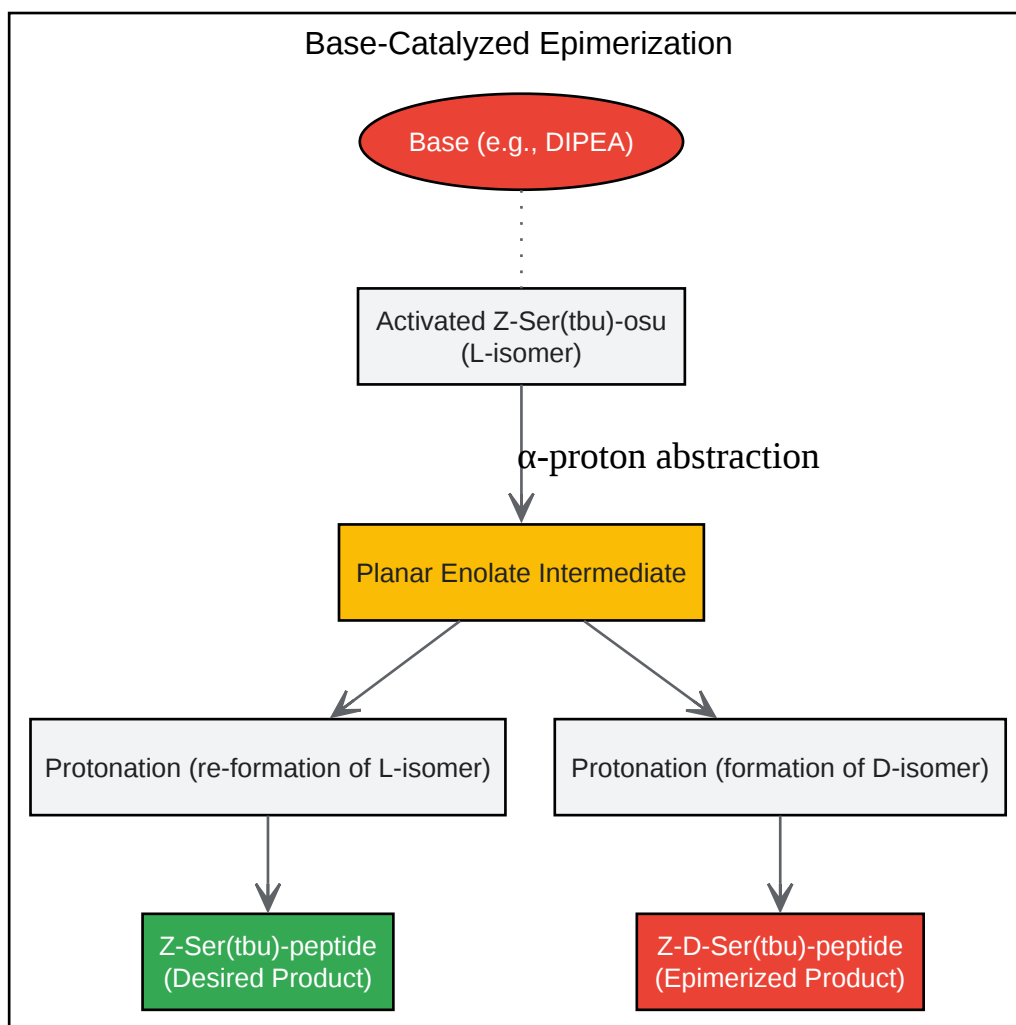 Base-Catalyzed Epimerization
Base (e.g., DIPEA)
Activated Z-Ser(tbu)-osu
(L-isomer)
α-proton abstraction
Planar Enolate Intermediate
Protonation (re-formation of L-isomer)
Protonation (formation of D-isomer)
Z-Ser(tbu)-peptide
(Desired Product)
Z-D-Ser(tbu)-peptide
(Epimerized Product)